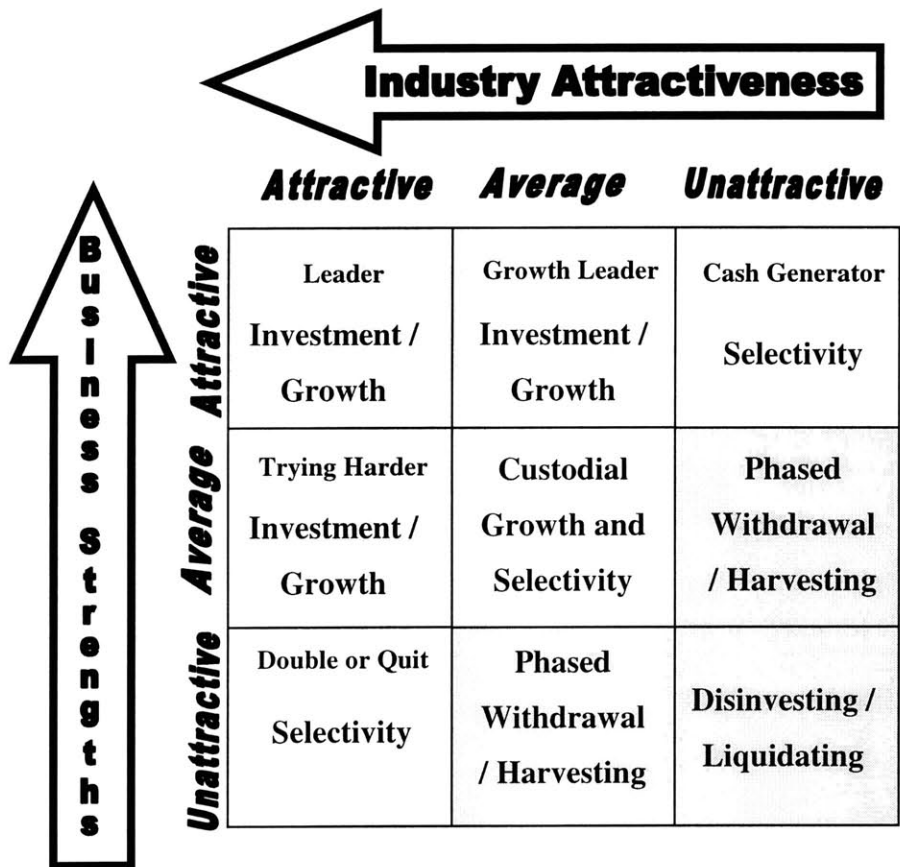 Industry Attractiveness
Attractive Average Unattractive
Business Strengths
Attractive
Leader
Investment /
Growth
Growth Leader
Investment /
Growth
Cash Generator
Selectivity
Average
Trying Harder
Investment /
Growth
Custodial
Growth and
Selectivity
Phased
Withdrawal
/ Harvesting
Unattractive
Double or Quit
Selectivity
Phased
Withdrawal
/ Harvesting
Disinvesting /
Liquidating